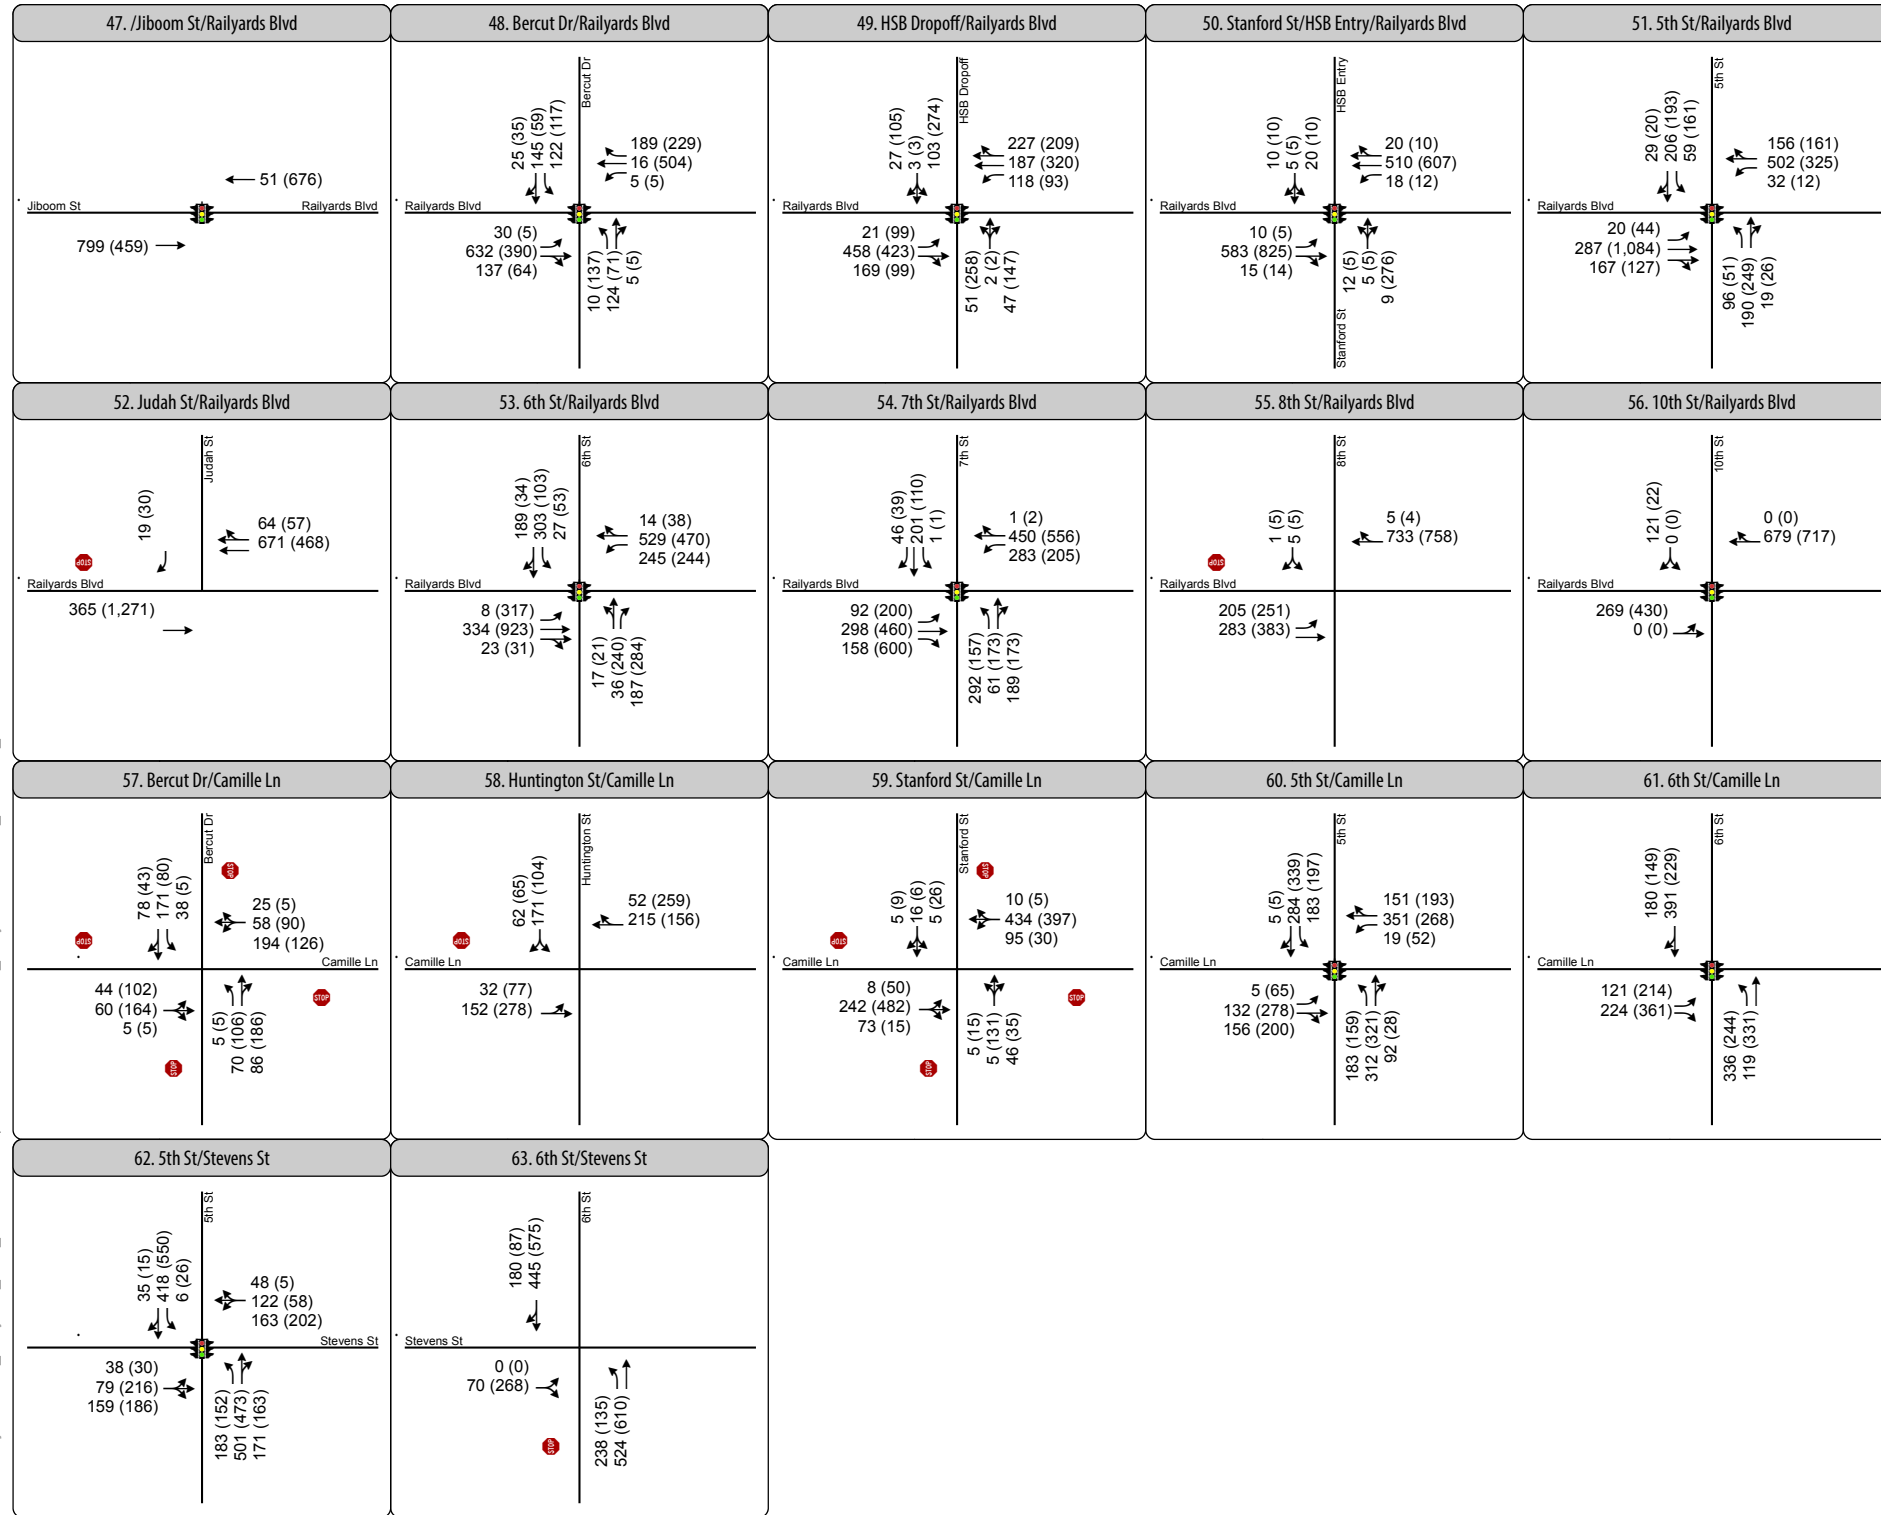 47. /Jiboom St/Railyards Blvd
51 (676)
Jiboom St
Railyards Blvd
799 (459)
48. Bercut Dr/Railyards Blvd
Bercut Dr
25 (35)
145 (59)
122 (117)
189 (229)
16 (504)
5 (5)
Railyards Blvd
30 (5)
632 (390)
137 (64)
10 (137)
124 (71)
5 (5)
49. HSB Dropoff/Railyards Blvd
HSB Dropoff
27 (105)
3 (3)
103 (274)
227 (209)
187 (320)
118 (93)
Railyards Blvd
21 (99)
458 (423)
169 (99)
51 (258)
2 (2)
47 (147)
50. Stanford St/HSB Entry/Railyards Blvd
HSB Entry
10 (10)
5 (5)
20 (10)
20 (10)
510 (607)
18 (12)
Railyards Blvd
10 (5)
583 (825)
15 (14)
12 (5)
5 (5)
9 (276)
Stanford St
51. 5th St/Railyards Blvd
5th St
29 (20)
206 (193)
59 (161)
156 (161)
502 (325)
32 (12)
Railyards Blvd
20 (44)
287 (1,084)
167 (127)
96 (51)
190 (249)
19 (26)
52. Judah St/Railyards Blvd
Judah St
19 (30)
64 (57)
671 (468)
STOP
Railyards Blvd
365 (1,271)
53. 6th St/Railyards Blvd
6th St
189 (34)
303 (103)
27 (53)
14 (38)
529 (470)
245 (244)
Railyards Blvd
8 (317)
334 (923)
23 (31)
17 (21)
36 (240)
187 (284)
54. 7th St/Railyards Blvd
7th St
46 (39)
201 (110)
1 (1)
1 (2)
450 (556)
283 (205)
Railyards Blvd
92 (200)
298 (460)
158 (600)
292 (157)
61 (173)
189 (173)
55. 8th St/Railyards Blvd
8th St
1 (5)
5 (5)
5 (4)
733 (758)
STOP
Railyards Blvd
205 (251)
283 (383)
56. 10th St/Railyards Blvd
10th St
121 (22)
0 (0)
0 (0)
679 (717)
Railyards Blvd
269 (430)
0 (0)
57. Bercut Dr/Camille Ln
Bercut Dr
78 (43)
171 (80)
38 (5)
STOP
25 (5)
58 (90)
194 (126)
STOP
Camille Ln
44 (102)
60 (164)
5 (5)
5 (5)
70 (106)
86 (186)
STOP
STOP
58. Huntington St/Camille Ln
Huntington St
62 (65)
171 (104)
52 (259)
215 (156)
STOP
Camille Ln
32 (77)
152 (278)
59. Stanford St/Camille Ln
Stanford St
5 (9)
16 (6)
5 (26)
STOP
10 (5)
434 (397)
95 (30)
STOP
Camille Ln
8 (50)
242 (482)
73 (15)
5 (15)
5 (131)
46 (35)
STOP
STOP
60. 5th St/Camille Ln
5th St
5 (5)
284 (339)
183 (197)
151 (193)
351 (268)
19 (52)
Camille Ln
5 (65)
132 (278)
156 (200)
183 (159)
312 (321)
92 (28)
61. 6th St/Camille Ln
6th St
180 (149)
391 (229)
Camille Ln
121 (214)
224 (361)
336 (244)
119 (331)
62. 5th St/Stevens St
5th St
35 (15)
418 (550)
6 (26)
48 (5)
122 (58)
163 (202)
Stevens St
38 (30)
79 (216)
159 (186)
183 (152)
501 (473)
171 (163)
63. 6th St/Stevens St
6th St
180 (87)
445 (575)
Stevens St
0 (0)
70 (268)
238 (135)
524 (610)
STOP